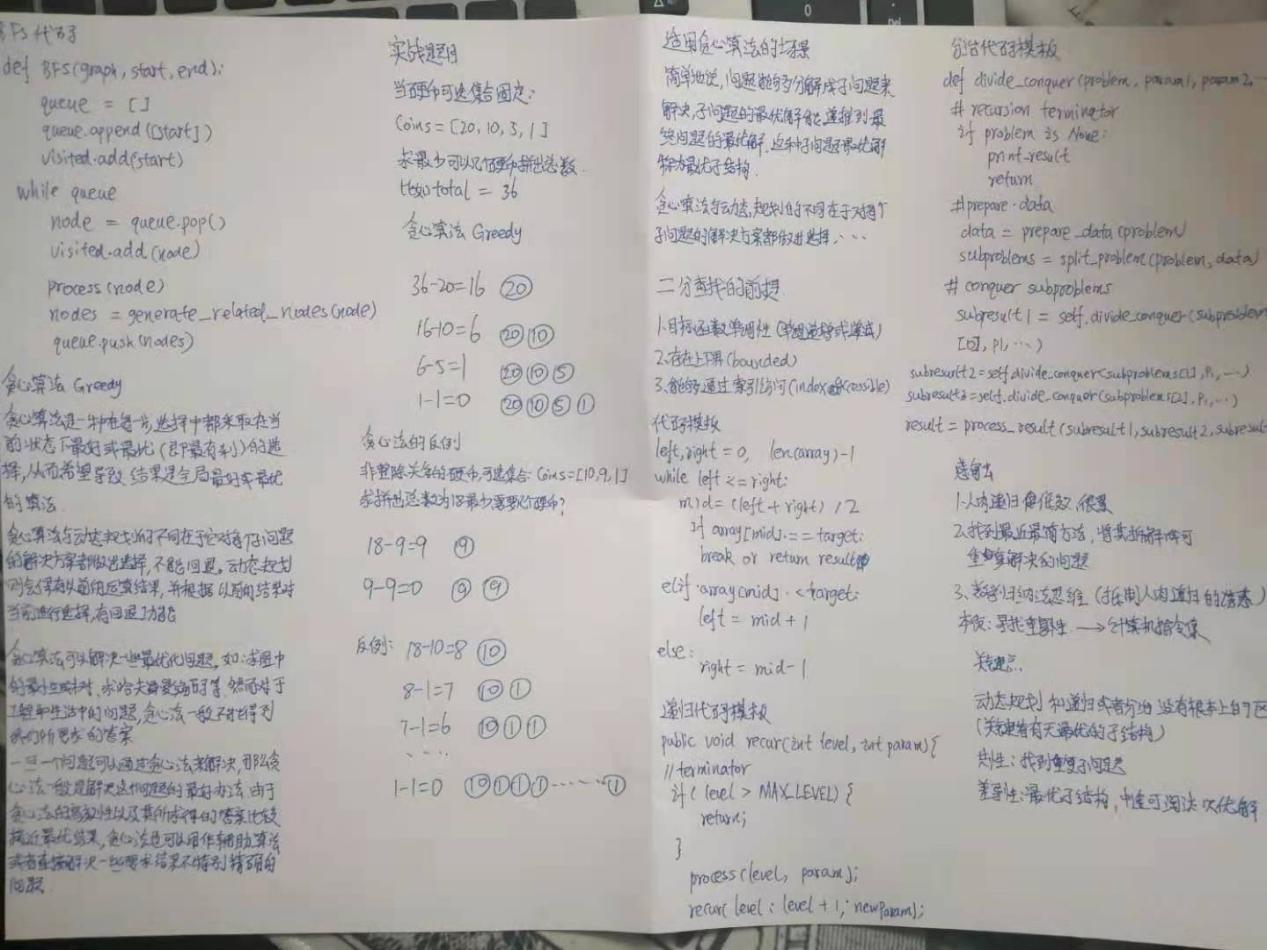 BFS 代码
def BFS(graph, start, end):
queue = []
queue.append([start])
visited.add(start)
while queue
node = queue.pop()
visited.add(node)
process(node)
nodes = generate_related_nodes(node)
queue.push(nodes)
贪心算法 Greedy
贪心算法是一种在每一步选择中都采取在当
前状态下最好或最优(即最有利)的选
择,从而希望导致结果是全局最好或最优
的算法
贪心算法与动态规划的不同在于它对每个子问题
的解决方案都做出选择,不能回退。动态规划
则会保存以前的运算结果,并根据以前的结果对
当前进行选择,有回退功能
贪心算法可以解决一些最优化问题,如:求图中
的最小生成树、求哈夫曼编码等,然而对于
工程和生活中的问题,贪心法一般不能得到
我们所要求的答案
一旦一个问题可以通过贪心法来解决,那么贪
心法一般是解决这个问题的最好办法,由于
贪心法的高效性以及其所求得的答案比较
接近最优结果,贪心法也可以用作辅助算法
或者直接解决一些要求结果不特别精确的
问题
实战题目
当硬币可选集合固定:
Coins = [20, 10, 5, 1]
求最少可以几个硬币拼出总数.
total = 36
贪心算法 Greedy
36-20=16 ⑳
16-10=6 ⑳⑩
6-5=1 ⑳⑩⑤
1-1=0 ⑳⑩⑤①
贪心法的反例
非整除关系的硬币,可选集合: Coins=[10,9,1]
求拼出总数为18最少需要几个硬币?
18-9=9 ⑨
9-9=0 ⑨⑨
反例: 18-10=8 ⑩
8-1=7 ⑩①
7-1=6 ⑩①①
....
1-1=0 ⑩①①①······①
适用贪心算法的场景
简单地说,问题能够分解成子问题来
解决,子问题的最优解能递推到最
终问题的最优解.这种子问题最优解
称为最优子结构.
贪心算法与动态规划的不同在于对每个
子问题的解决方案都做出选择,···
二分查找的前提
1.目标函数单调性
2.存在上下界(bounded)
3.能够通过索引访问(index accessible)
代码模板
left, right = 0, len(array)-1
while left <= right:
mid = (left + right) / 2
if array[mid] == target:
break or return result
elif array[mid] < target:
left = mid + 1
else:
right = mid - 1
递归代码模板
public void recur(int level, int param){
// terminator
if( level > MAX_LEVEL) {
return;
}
process(level, param);
recur( level: level + 1, newParam);
分治代码模板
def divide_conquer(problem, param1, param2, ···
# recursion terminator
if problem is None:
print_result
return
# prepare data
data = prepare_data(problem)
subproblems = split_problem(problem, data)
# conquer subproblems
subresult1 = self.divide_conquer(subproblem
[0], p1, ···)
subresult2=self.divide_conquer(subproblems[1], P1, ···)
subresult3=self.divide_conquer(subproblems[2], P1, ···)
result = process_result(subresult1, subresult2, subresul
感触
1.人肉递归低效、很累
2.找到最近最简方法,将其拆解成可
重复解决的问题
3.数学归纳法思维(抵制人肉递归的诱惑)
本质:寻找重复性 → 计算机指令集
关键点
动态规划和递归或者分治没有根本上的区
(关键看有无最优的子结构)
共性:找到重复子问题
差异性:最优子结构,中途可淘汰次优解